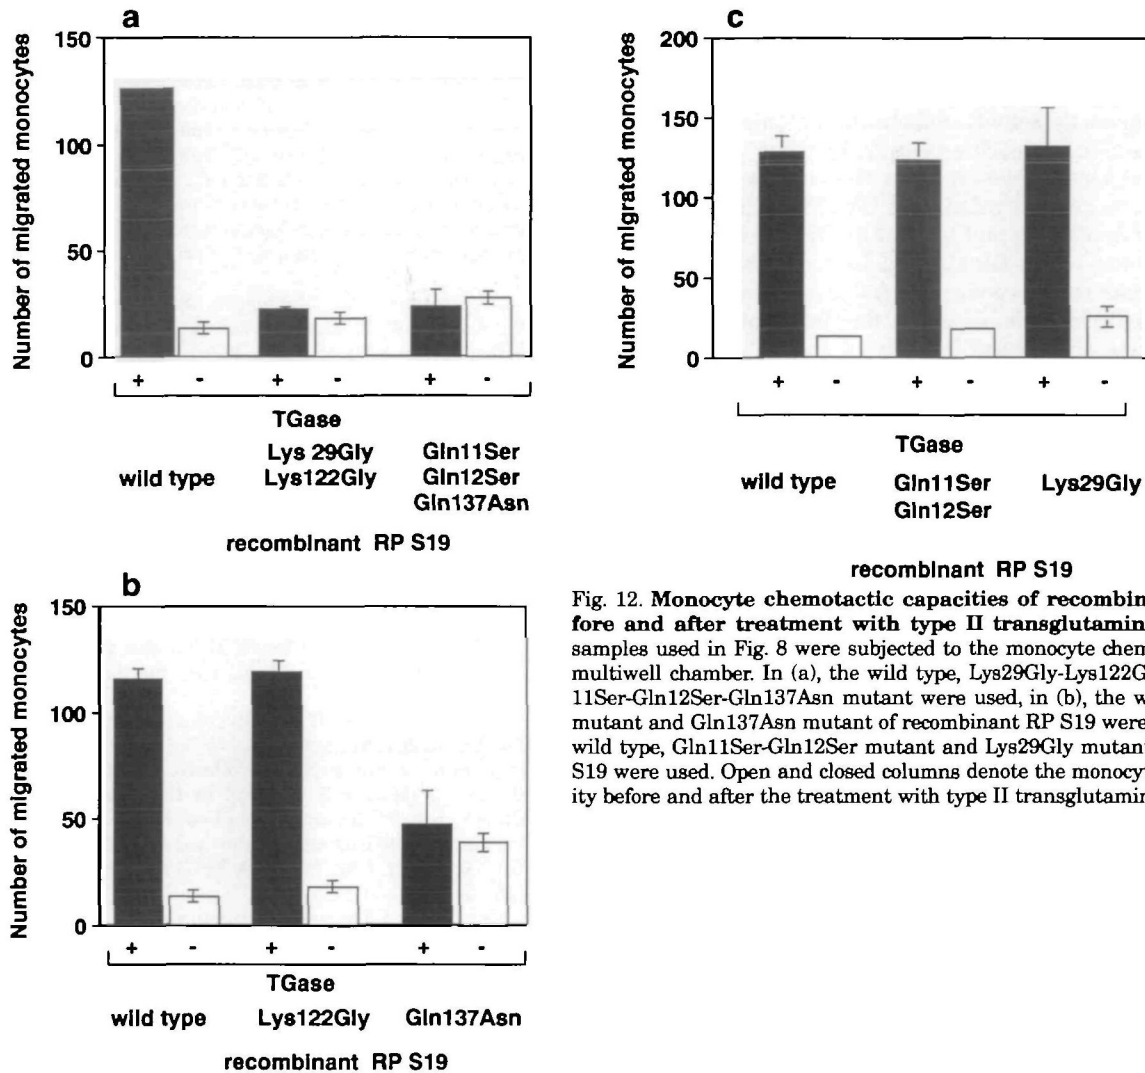 a
Number of migrated monocytes
150
100
50
0
+ - + - + -
TGase
wild type
Lys 29Gly
Lys122Gly
Gln11Ser
Gln12Ser
Gln137Asn
recombinant RP S19
b
Number of migrated monocytes
150
100
50
0
+ - + - + -
TGase
wild type Lys122Gly Gln137Asn
recombinant RP S19
c
Number of migrated monocytes
200
150
100
50
0
+ - + - + -
TGase
wild type
Gln11Ser
Gln12Ser
Lys29Gly
recombinant RP S19
Fig. 12. Monocyte chemotactic capacities of recombin
fore and after treatment with type II transglutamin
samples used in Fig. 8 were subjected to the monocyte chem
multiwell chamber. In (a), the wild type, Lys29Gly-Lys122G
11Ser-Gln12Ser-Gln137Asn mutant were used, in (b), the w
mutant and Gln137Asn mutant of recombinant RP S19 were
wild type, Gln11Ser-Gln12Ser mutant and Lys29Gly mutant
S19 were used. Open and closed columns denote the monocy
ity before and after the treatment with type II transglutamin